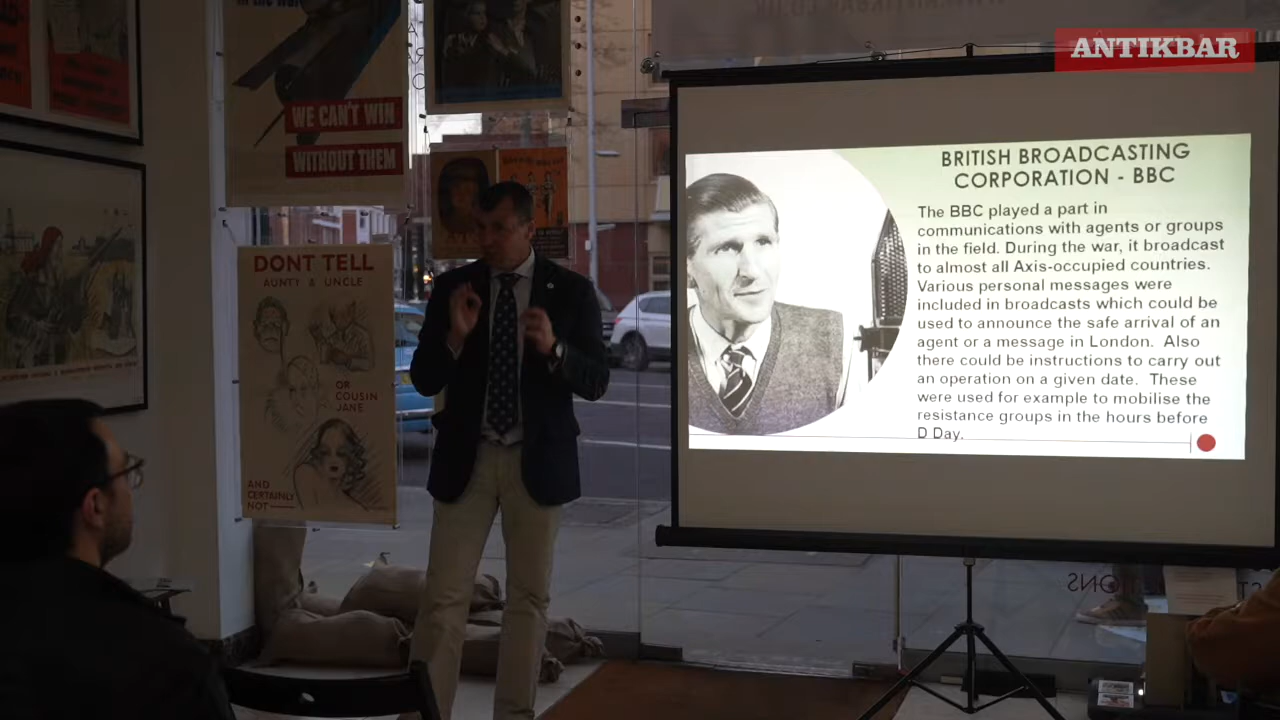 ANTIKBAR
WE CAN'T WIN
WITHOUT THEM
DONT TELL
AUNTY & UNCLE
OR
COUSIN
JANE
AND
CERTAINLY
NOT
BRITISH BROADCASTING
CORPORATION - BBC
The BBC played a part in
communications with agents or groups
in the field. During the war, it broadcast
to almost all Axis-occupied countries.
Various personal messages were
included in broadcasts which could be
used to announce the safe arrival of an
agent or a message in London. Also
there could be instructions to carry out
an operation on a given date. These
were used for example to mobilise the
resistance groups in the hours before
D Day.